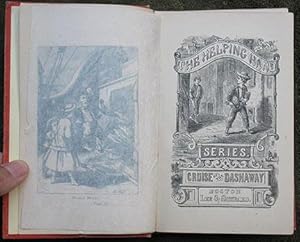 THE HELPING HAND
SERIES.
CRUISE OF THE DASHAWAY
BOSTON
LEE & SHEPARD.